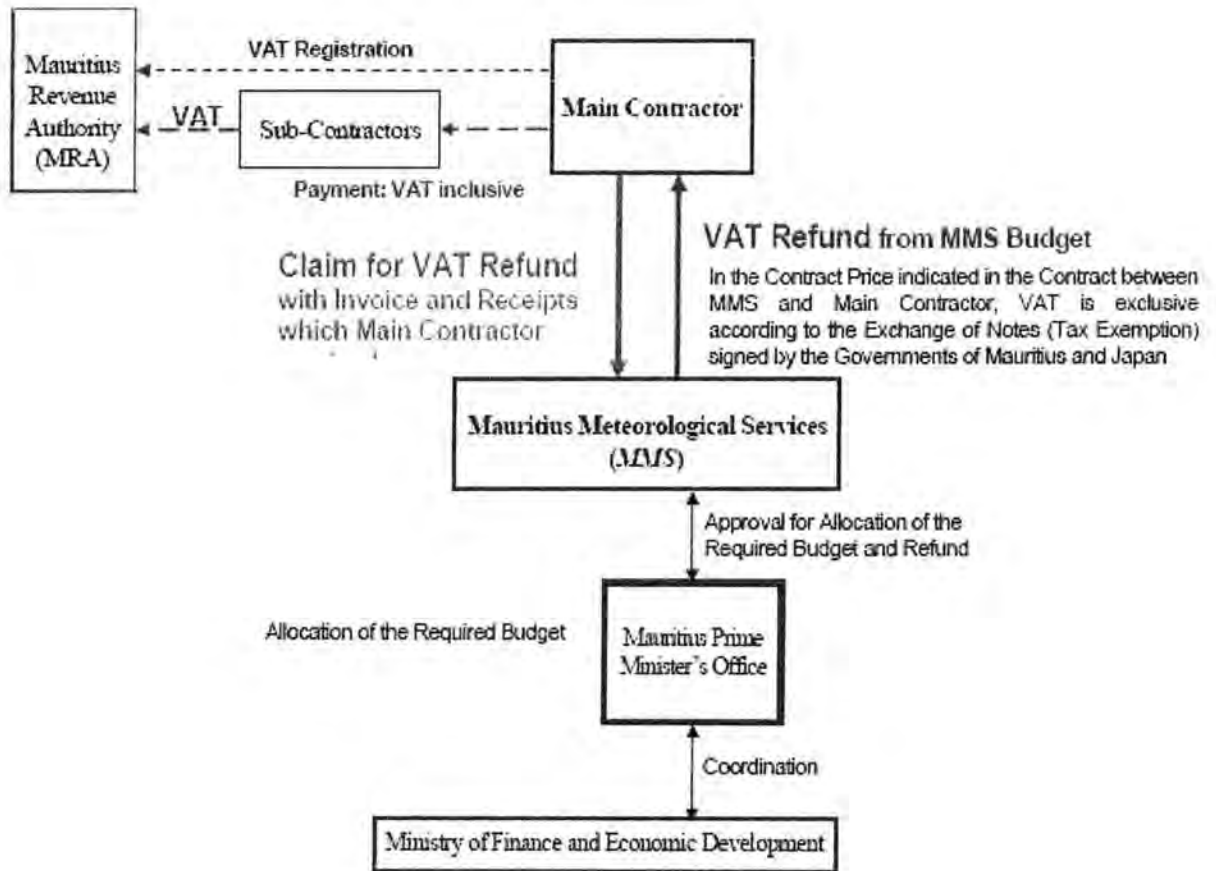 VAT Registration
Mauritius
Revenue
Authority
(MRA)
VAT
Sub-Contractors
Main Contractor
Payment: VAT inclusive
Claim for VAT Refund
with Invoice and Receipts
which Main Contractor
VAT Refund from MMS Budget
In the Contract Price indicated in the Contract between
MMS and Main Contractor, VAT is exclusive
according to the Exchange of Notes (Tax Exemption)
signed by the Governments of Mauritius and Japan
Mauritius Meteorological Services
(MMS)
Approval for Allocation of the
Required Budget and Refund
Allocation of the Required Budget
Mauritius Prime
Minister's Office
Coordination
Ministry of Finance and Economic Development